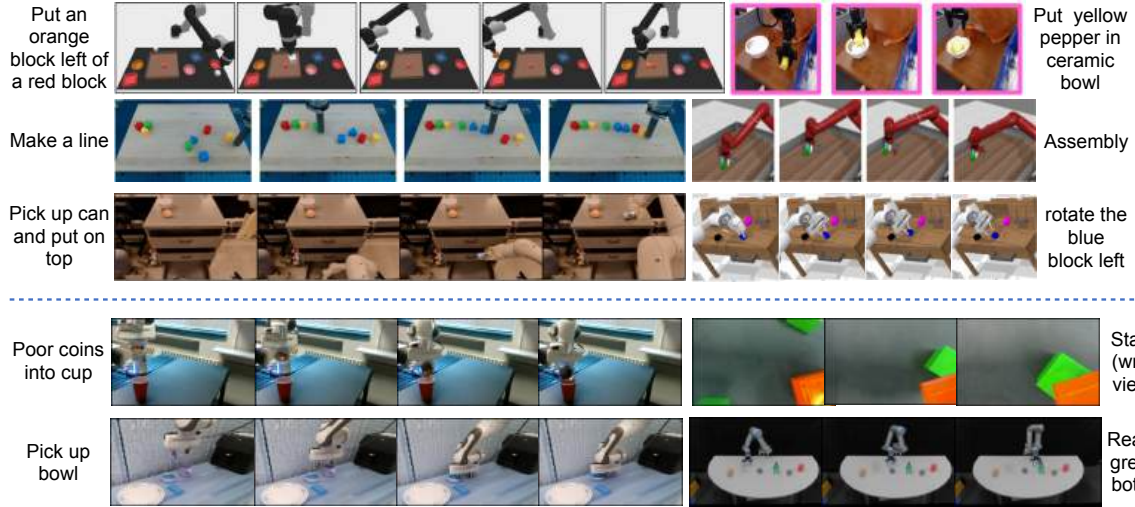 Put an
orange
block left of
a red block
Put yellow
pepper in
ceramic
bowl
Make a line
Assembly
Pick up can
and put on
top
rotate the
blue
block left
Poor coins
into cup
Pick up
bowl